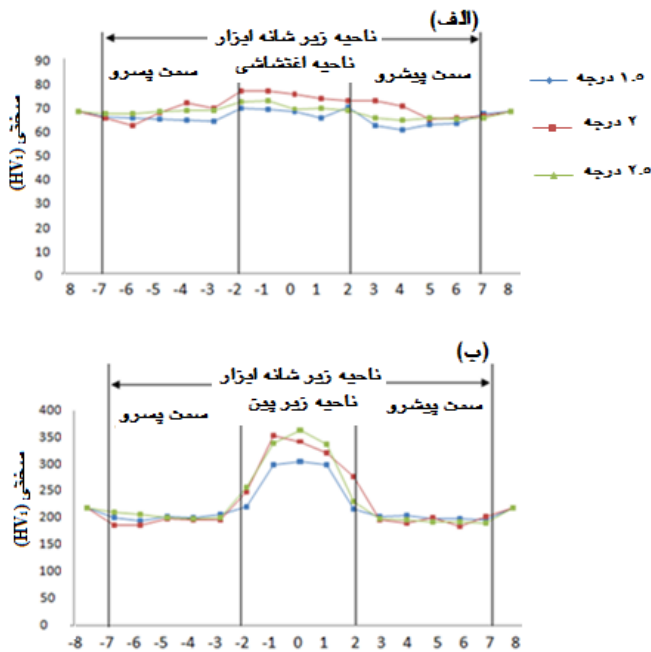 (الف)
ناحیه زیر شانه ابزار
سمت پسرو
ناحیه اغتشاشی
سمت پیشرو
سختی (HV₁)
90
80
70
60
50
40
30
20
10
0
8 -7 -6 -5 -4 -3 -2 -1 0 1 2 3 4 5 6 7 8
۱.۵ درجه
۲ درجه
۲.۵ درجه
(ب)
ناحیه زیر شانه ابزار
سمت پسرو
ناحیه زیر پین
سمت پیشرو
سختی (HV₁)
400
350
300
250
200
150
100
50
0
-8 -7 -6 -5 -4 -3 -2 -1 0 1 2 3 4 5 6 7 8